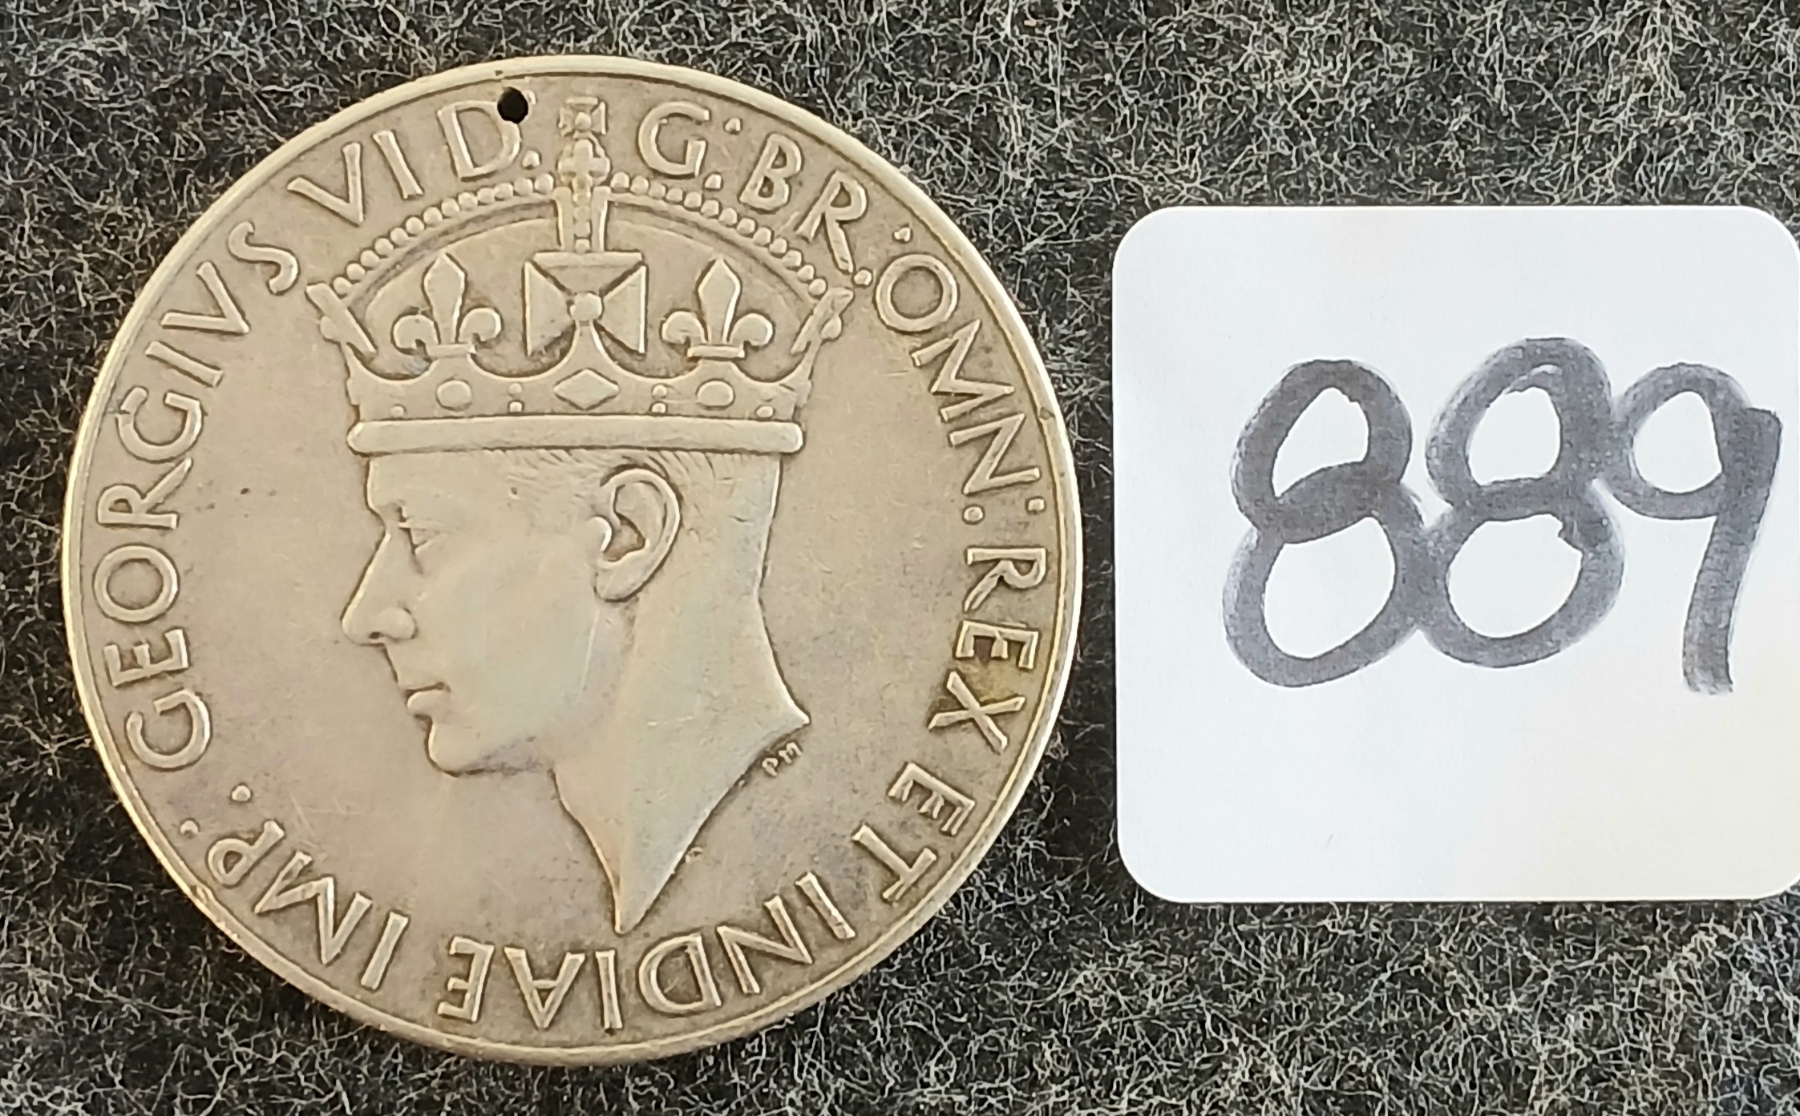 GEORGIVS VI D: G: BR: OMN: REX ET INDIAE IMP:
PM
889